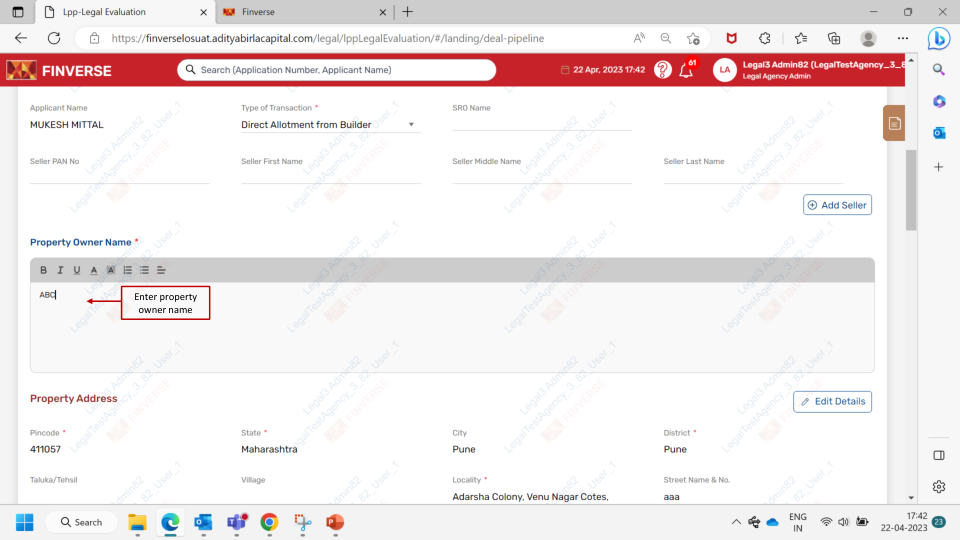 Lpp-Legal Evaluation
Finverse
https://finverselosuat.adityabirlacapital.com/legal/lppLegalEvaluation/#/landing/deal-pipeline
FINVERSE
Search (Application Number, Applicant Name)
22 Apr, 2023 17:42
61
LA
Legal3 Admin82 (LegalTestAgency_3_8
Legal Agency Admin
Applicant Name
Type of Transaction *
SRO Name
MUKESH MITTAL
Direct Allotment from Builder
Seller PAN No
Seller First Name
Seller Middle Name
Seller Last Name
Add Seller
Property Owner Name *
B I U A A
ABC
Enter property
owner name
Property Address
Edit Details
Pincode *
State *
City
District *
411057
Maharashtra
Pune
Pune
Taluka/Tehsil
Village
Locality *
Street Name & No.
Adarsha Colony, Venu Nagar Cotes,
aaa
Legal3 Admin82
LegalTestAgency_3_82_User_1
FINVERSE
Search
ENG
IN
17:42
22-04-2023
23